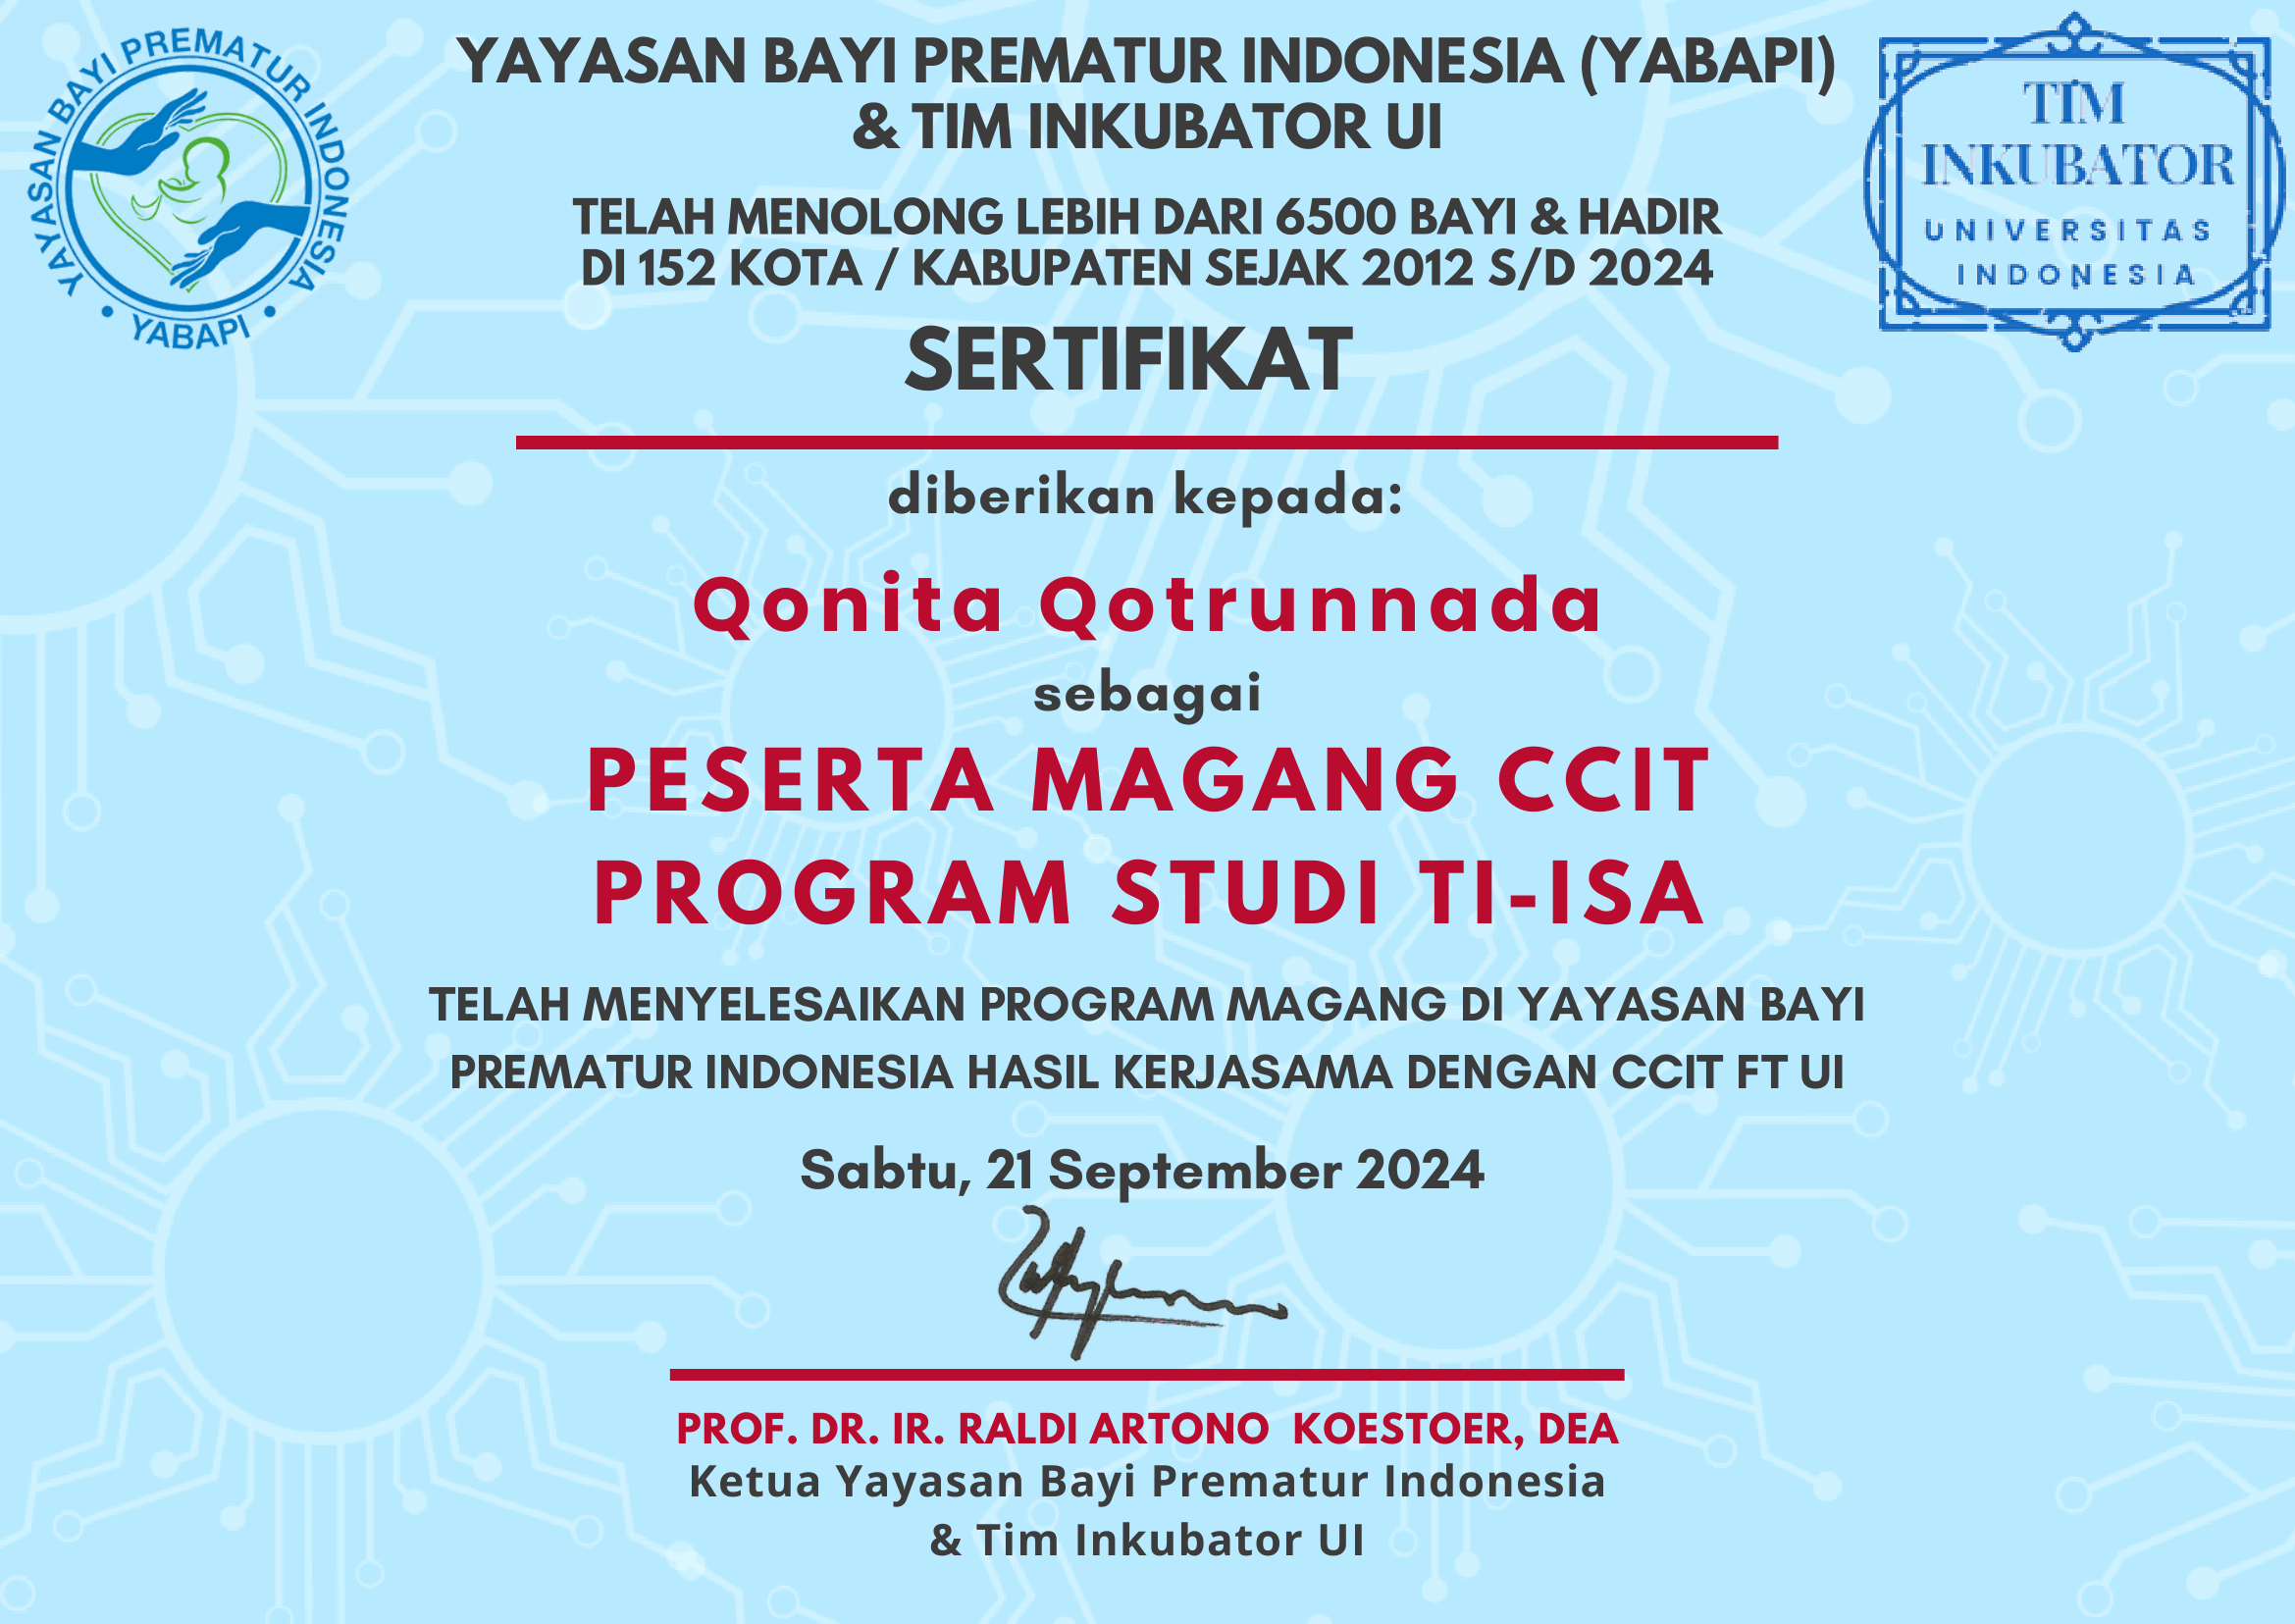 YAYASAN BAYI PREMATUR INDONESIA
• YABAPI •
YAYASAN BAYI PREMATUR INDONESIA (YABAPI)
& TIM INKUBATOR UI
TIM
INKUBATOR
UNIVERSITAS
INDONESIA
TELAH MENOLONG LEBIH DARI 6500 BAYI & HADIR
DI 152 KOTA / KABUPATEN SEJAK 2012 S/D 2024
SERTIFIKAT
diberikan kepada:
Qonita Qotrunnada
sebagai
PESERTA MAGANG CCIT
PROGRAM STUDI TI-ISA
TELAH MENYELESAIKAN PROGRAM MAGANG DI YAYASAN BAYI
PREMATUR INDONESIA HASIL KERJASAMA DENGAN CCIT FT UI
Sabtu, 21 September 2024
PROF. DR. IR. RALDI ARTONO KOESTOER, DEA
Ketua Yayasan Bayi Prematur Indonesia
& Tim Inkubator UI